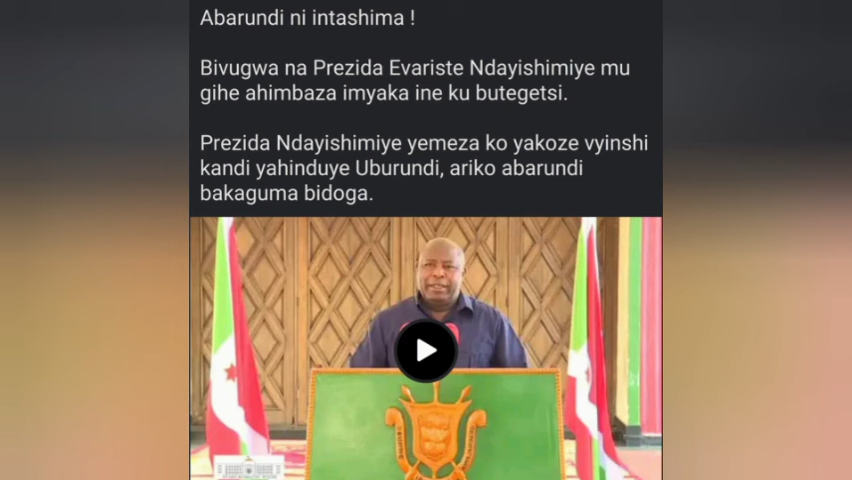 Abarundi ni intashima !
Bivugwa na Prezida Evariste Ndayishimiye mu
gihe ahimbaza imyaka ine ku butegetsi.
Prezida Ndayishimiye yemeza ko yakoze vyinshi
kandi yahinduye Uburundi, ariko abarundi
bakaguma bidoga.